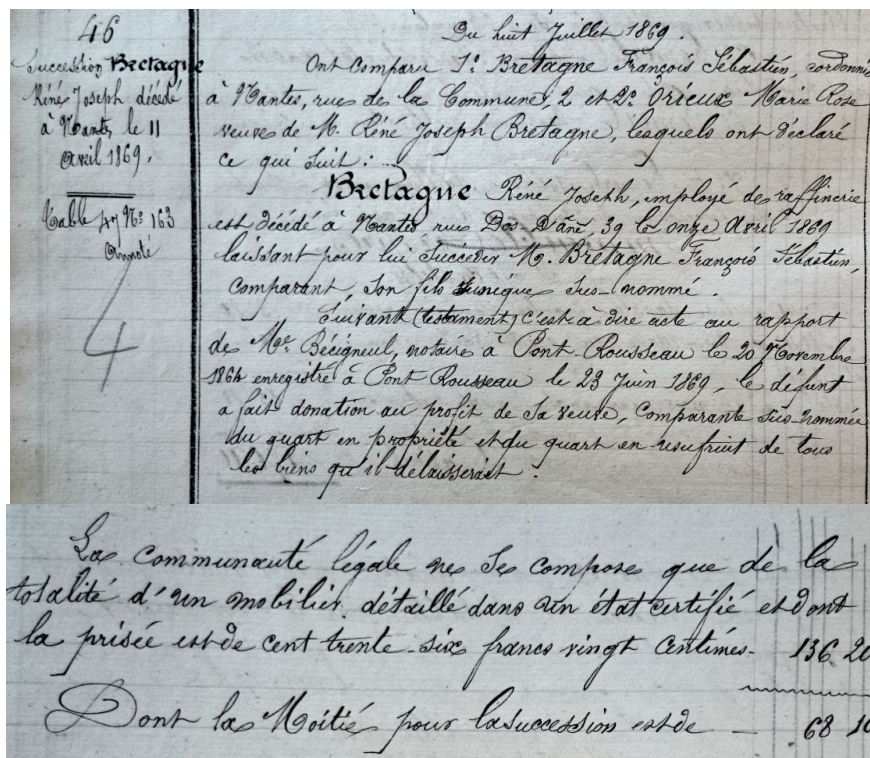 46
Succession Bretagne
Réné Joseph décédé
à Nantes le 11
Avril 1869.
Table 47 N° 163
Annoté
4
Du huit Juillet 1869.
Ont Comparu 1° Bretagne François Sébastien, cordonnie
à Nantes, rue de la Commune, 2 et 2° Orieux Marie Rose
veuve de M. Réné Joseph Bretagne, lesquels ont déclaré
ce qui suit :
Bretagne Réné Joseph, employé de raffinerie
est décédé à Nantes, rue Dos-d'âne, 39 le onze Avril 1869
laissant pour lui succéder M. Bretagne François Sébastien,
comparant, son fils unique sus-nommé.
Suivant (testament) c'est à dire acte au rapport
de Me. Bécigneul, notaire à Pont Rousseau le 20 Novembre
1864 enregistré à Pont Rousseau le 23 Juin 1869, le défunt
a fait donation au profit de sa veuve, comparante sus-nommée
du quart en propriété et du quart en usufruit de tous
les biens qu'il délaisserait.
La communauté légale ne se compose que de la
totalité d'un mobilier détaillé dans un état certifié et dont
la prisée est de cent trente-six francs vingt centimes - 136 20
Dont la Moitié pour la succession est de — 68 10